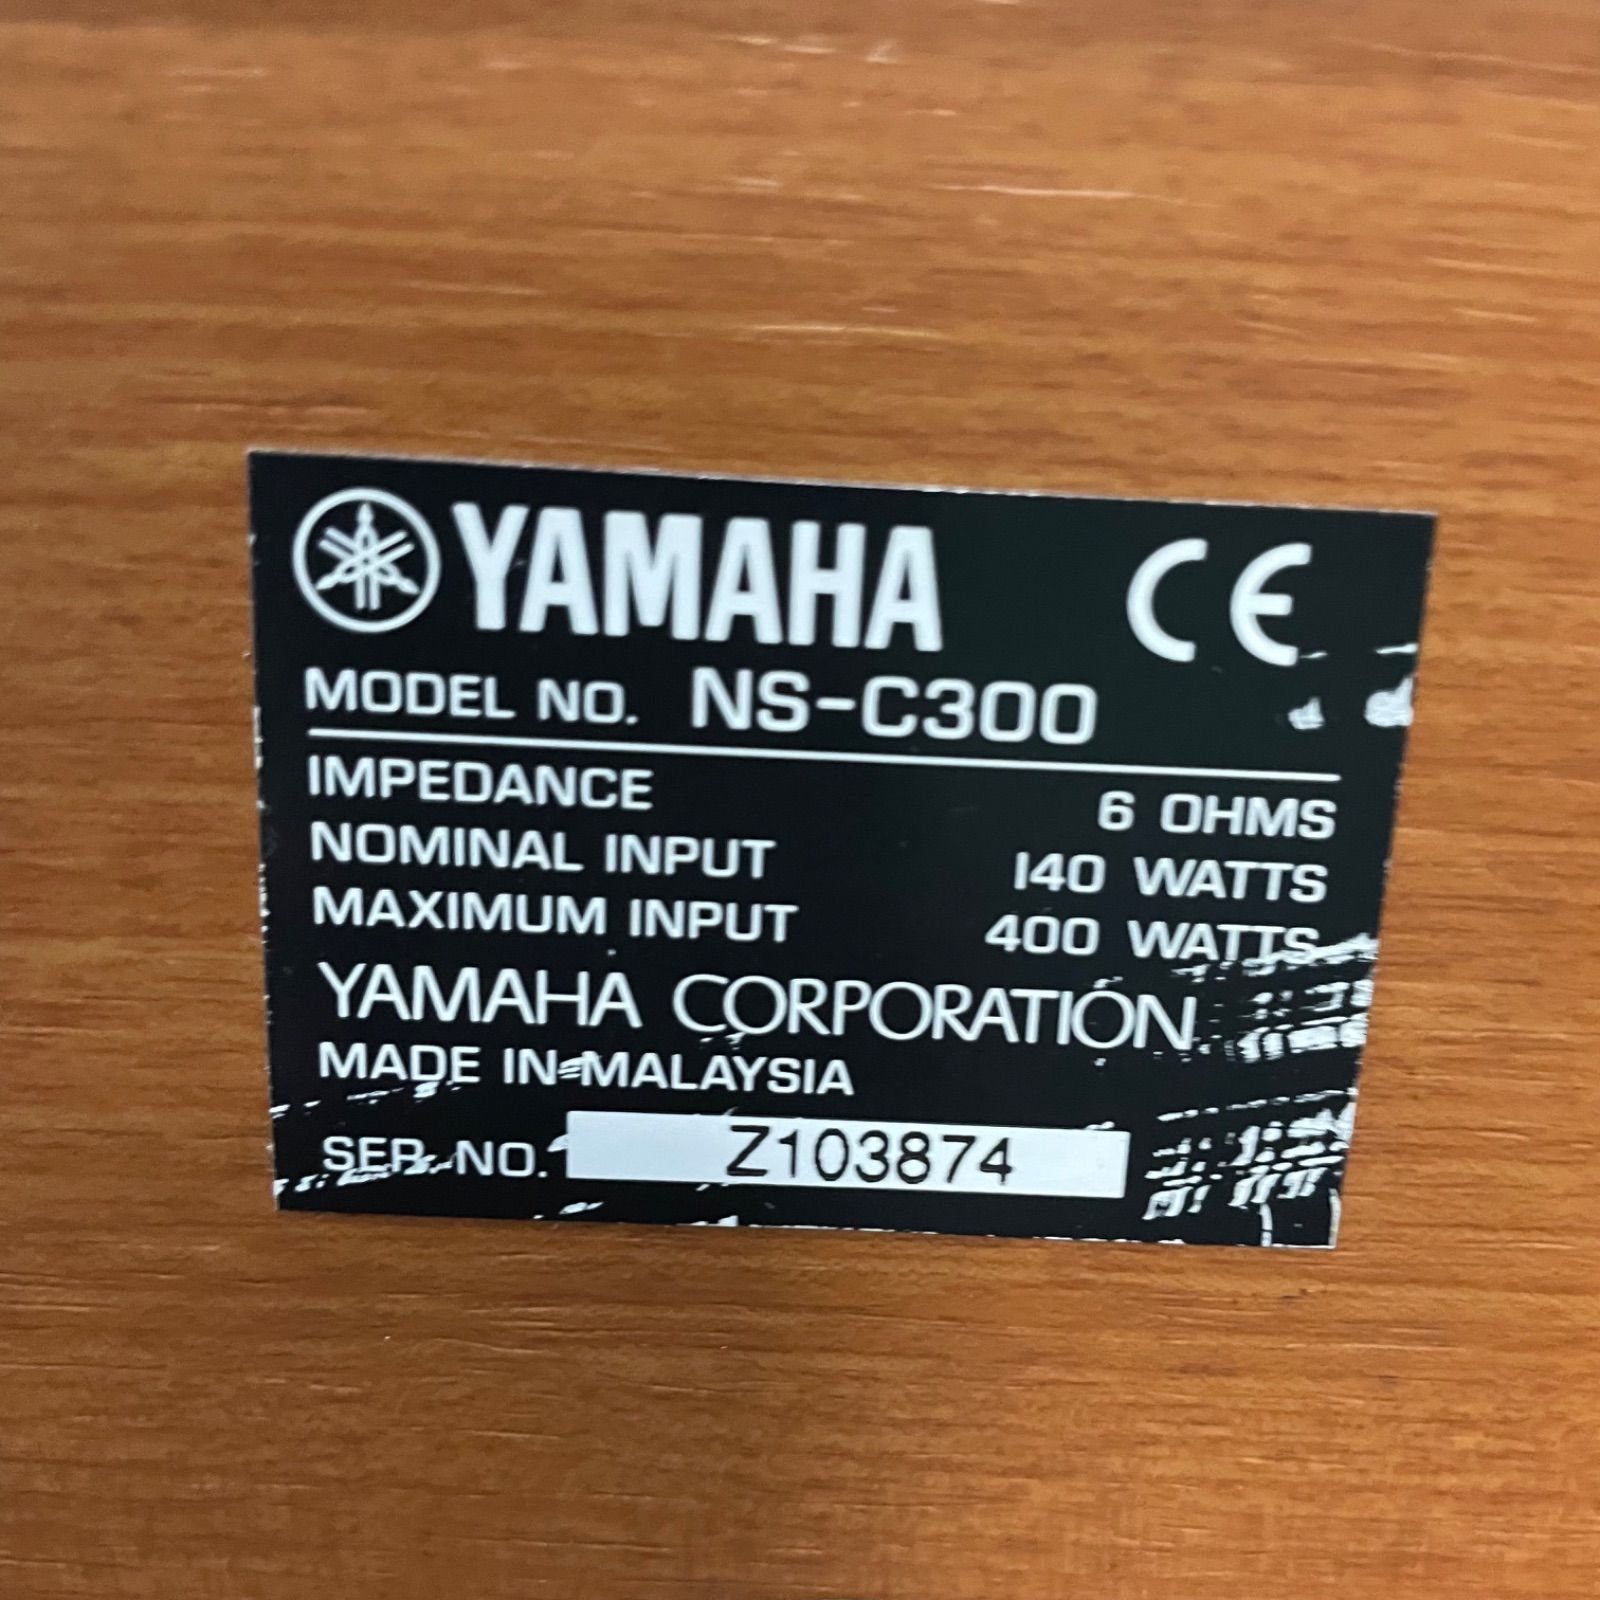 YAMAHA CE
MODEL NO. NS-C300
IMPEDANCE 6 OHMS
NOMINAL INPUT 140 WATTS
MAXIMUM INPUT 400 WATTS
YAMAHA CORPORATION
MADE IN MALAYSIA
SER. NO. Z103874